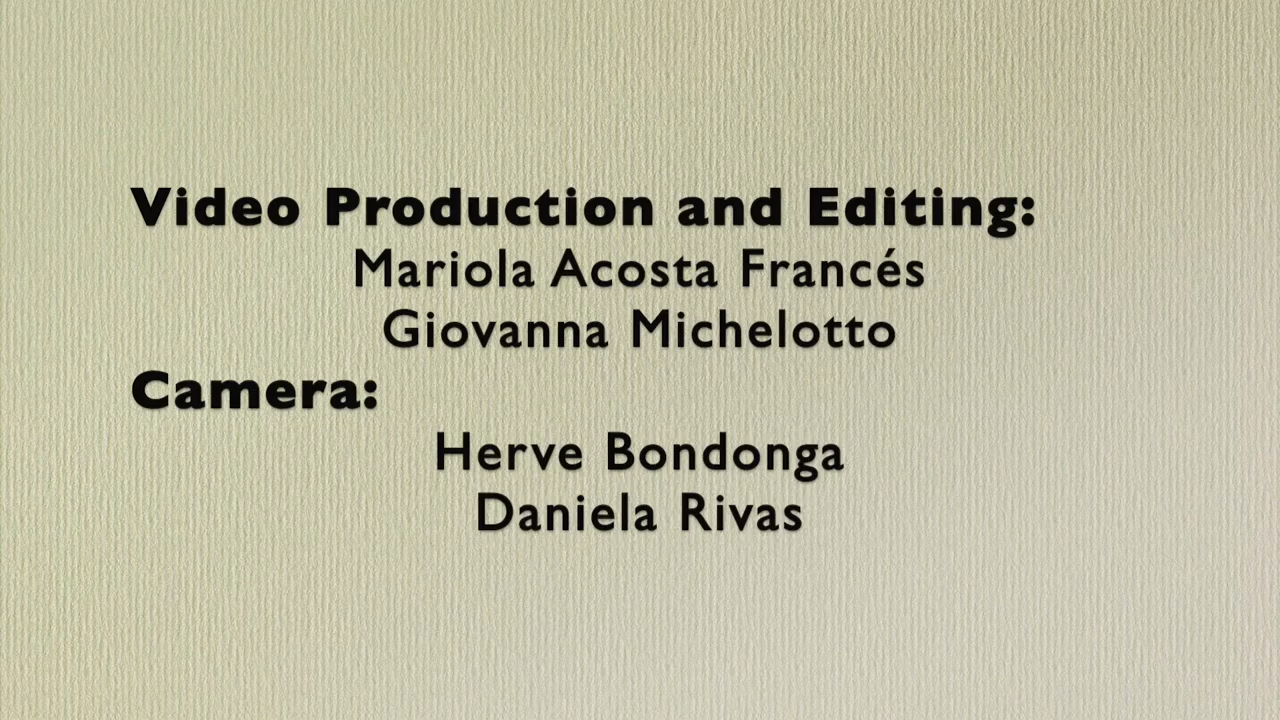 Video Production and Editing:
Mariola Acosta Francés
Giovanna Michelotto
Camera:
Herve Bondonga
Daniela Rivas